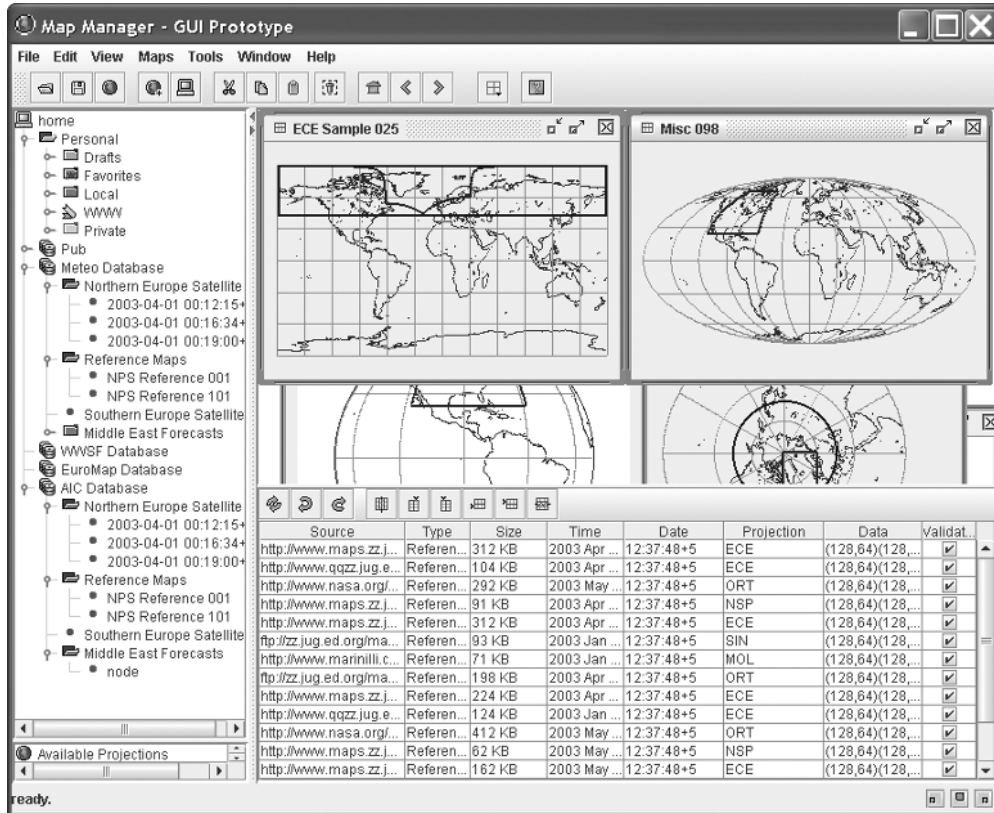 Map Manager - GUI Prototype
File Edit View Maps Tools Window Help
home
Personal
Drafts
Favorites
Local
WWW
Private
Pub
Meteo Database
Northern Europe Satellite
2003-04-01 00:12:15+
2003-04-01 00:16:34+
2003-04-01 00:19:00+
Reference Maps
NPS Reference 001
NPS Reference 101
Southern Europe Satellite
Middle East Forecasts
WWSF Database
EuroMap Database
AIC Database
Northern Europe Satellite
2003-04-01 00:12:15+
2003-04-01 00:16:34+
2003-04-01 00:19:00+
Reference Maps
NPS Reference 001
NPS Reference 101
Southern Europe Satellite
Middle East Forecasts
node
Available Projections
ECE Sample 025
Misc 098
Source Type Size Time Date Projection Data Validat...
http://www.maps.zz.j... Referen... 312 KB 2003 Apr ... 12:37:48+5 ECE (128,64)(128,...
http://www.qqzz.jug.e... Referen... 104 KB 2003 Apr ... 12:37:48+5 ECE (128,64)(128,...
http://www.nasa.org/... Referen... 292 KB 2003 May ... 12:37:48+5 ORT (128,64)(128,...
http://www.maps.zz.j... Referen... 91 KB 2003 Apr ... 12:37:48+5 NSP (128,64)(128,...
http://www.maps.zz.j... Referen... 312 KB 2003 Apr ... 12:37:48+5 ECE (128,64)(128,...
ftp://zz.jug.ed.org/ma... Referen... 93 KB 2003 Jan ... 12:37:48+5 SIN (128,64)(128,...
http://www.marinilli.c... Referen... 71 KB 2003 Jan ... 12:37:48+5 MOL (128,64)(128,...
ftp://zz.jug.ed.org/ma... Referen... 198 KB 2003 Apr ... 12:37:48+5 ORT (128,64)(128,...
http://www.maps.zz.j... Referen... 224 KB 2003 Apr ... 12:37:48+5 ECE (128,64)(128,...
http://www.qqzz.jug.e... Referen... 124 KB 2003 Jan ... 12:37:48+5 ECE (128,64)(128,...
http://www.nasa.org/... Referen... 412 KB 2003 May ... 12:37:48+5 ORT (128,64)(128,...
http://www.maps.zz.j... Referen... 62 KB 2003 May ... 12:37:48+5 NSP (128,64)(128,...
http://www.maps.zz.j... Referen... 162 KB 2003 May ... 12:37:48+5 ECE (128,64)(128,...
ready.